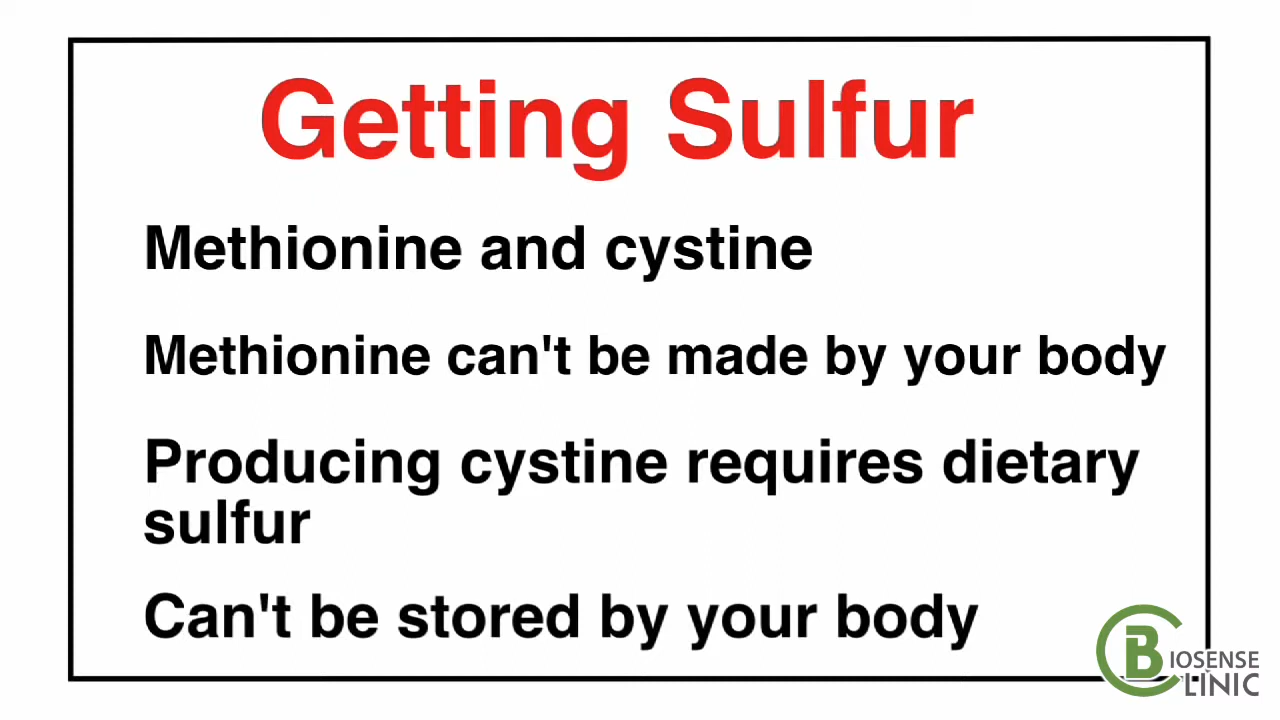 Getting Sulfur
Methionine and cystine
Methionine can't be made by your body
Producing cystine requires dietary
sulfur
Can't be stored by your body
BIOSENSE
CLINIC